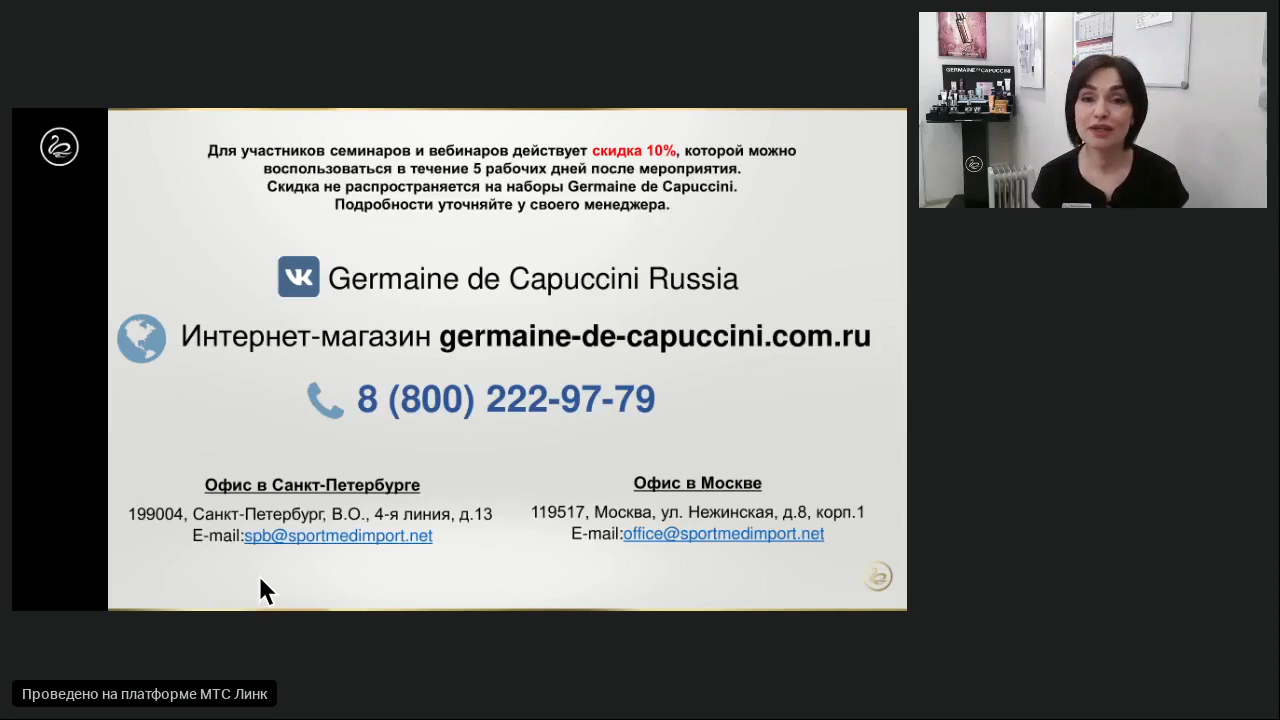 Для участников семинаров и вебинаров действует скидка 10%, которой можно
воспользоваться в течение 5 рабочих дней после мероприятия.
Скидка не распространяется на наборы Germaine de Capuccini.
Подробности уточняйте у своего менеджера.
Germaine de Capuccini Russia
Интернет-магазин germaine-de-capuccini.com.ru
8 (800) 222-97-79
Офис в Санкт-Петербурге
199004, Санкт-Петербург, В.О., 4-я линия, д.13
E-mail:spb@sportmedimport.net
Офис в Москве
119517, Москва, ул. Нежинская, д.8, корп.1
E-mail:office@sportmedimport.net
GERMAINE DE CAPUCCINI
Проведено на платформе МТС Линк